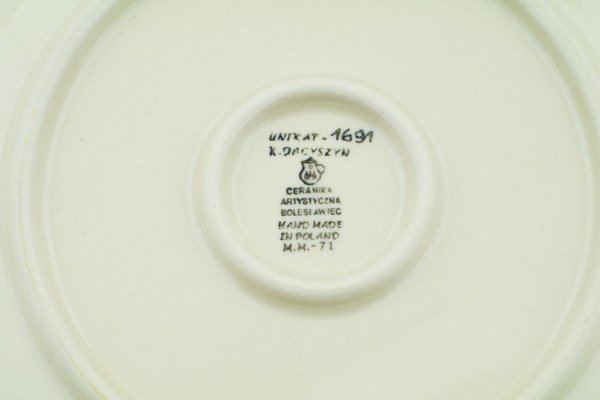 UNIKAT - 1691
K. DACYSZYN
CERAMIKA
ARTYSTYCZNA
BOLESŁAWIEC
HAND MADE
IN POLAND
M.M.-71